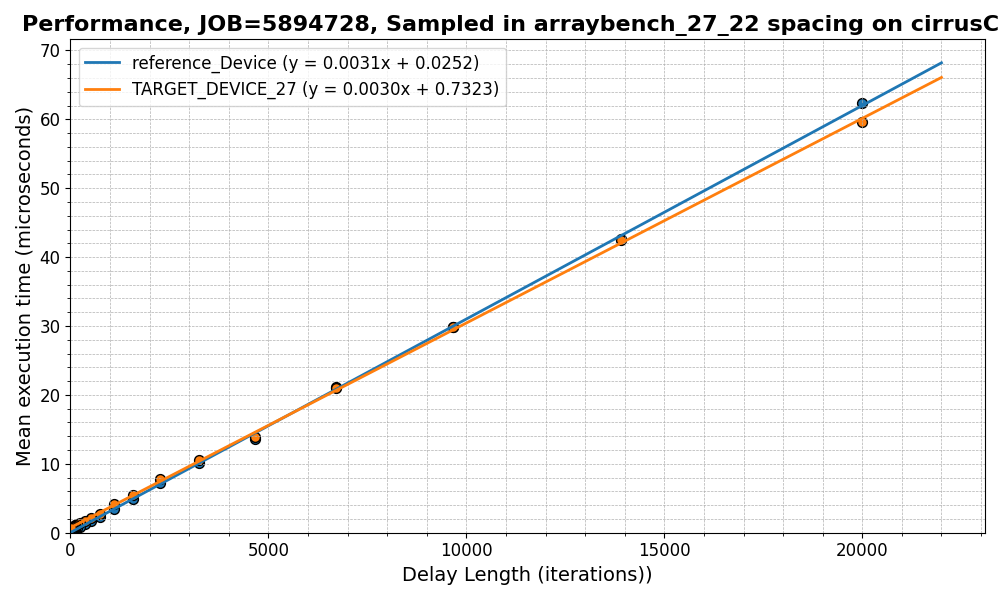 Performance, JOB=5894728, Sampled in arraybench_27_22 spacing on cirrusC
reference_Device (y = 0.0031x + 0.0252)
TARGET_DEVICE_27 (y = 0.0030x + 0.7323)
Mean execution time (microseconds)
70
60
50
40
30
20
10
0
0 5000 10000 15000 20000
Delay Length (iterations))